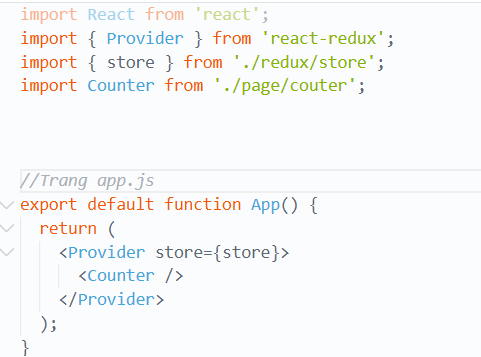 import React from 'react';
import { Provider } from 'react-redux';
import { store } from './redux/store';
import Counter from './page/couter';
//Trang app.js
export default function App() {
return (
<Provider store={store}>
<Counter />
</Provider>
);
}